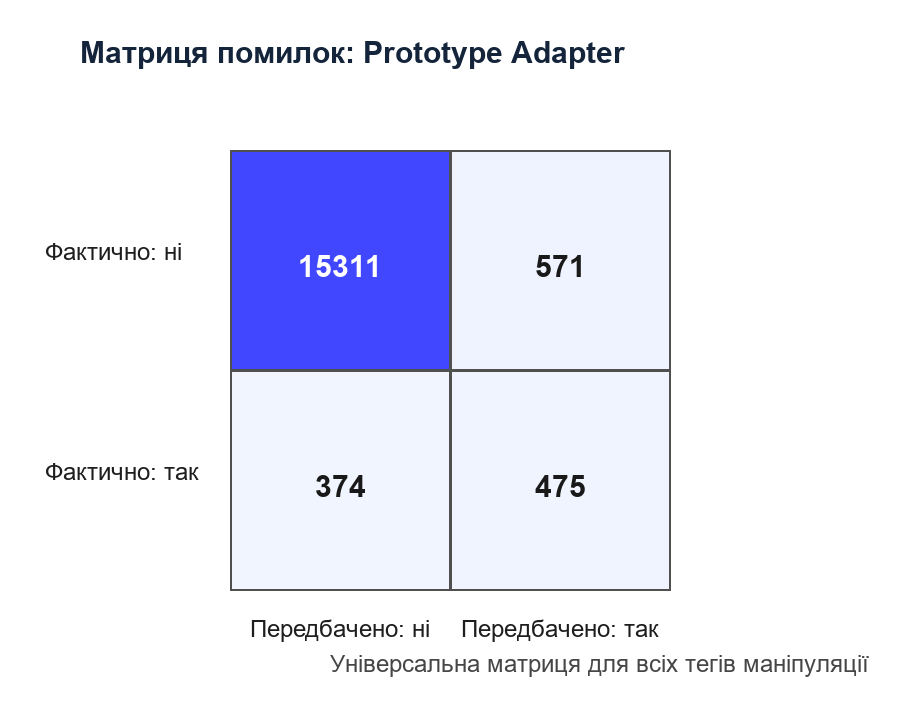 Матриця помилок: Prototype Adapter
Фактично: ні
15311
571
Фактично: так
374
475
Передбачено: ні
Передбачено: так
Універсальна матриця для всіх тегів маніпуляції